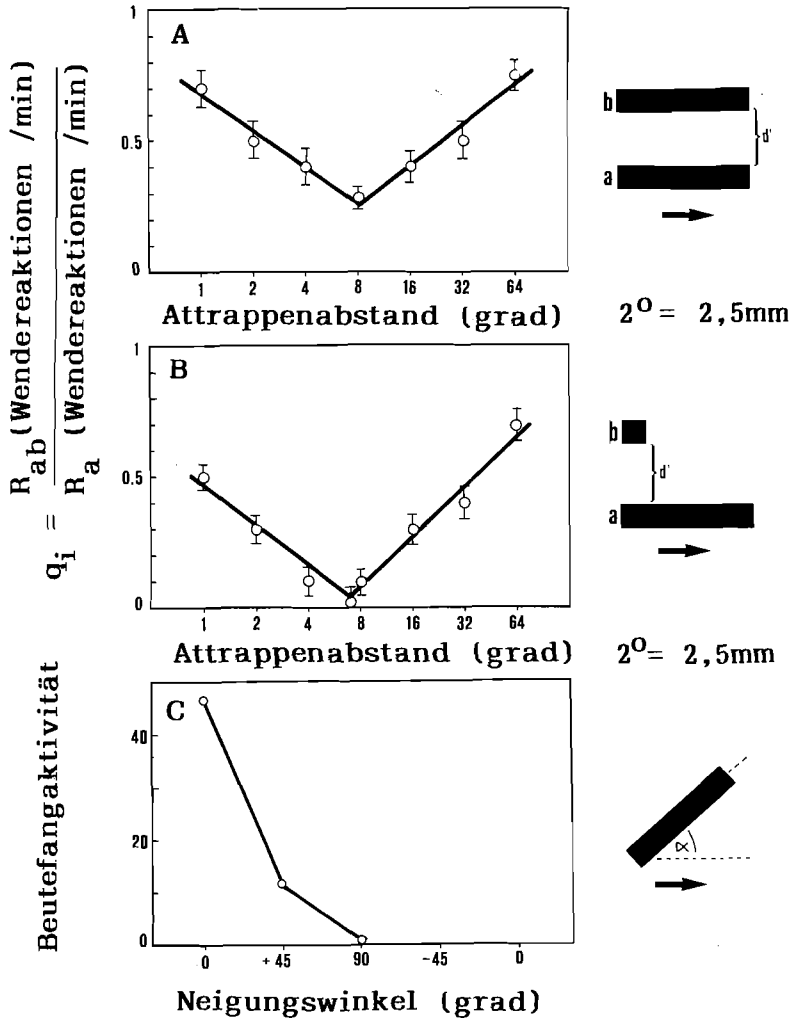 q_i = R_ab (Wendereaktionen /min)
R_a (Wendereaktionen /min)
A
1
0.5
0
1 2 4 8 16 32 64
Attrappenabstand (grad)
b
d'
a
2⁰ = 2,5mm
B
1
0.5
0
1 2 4 8 16 32 64
Attrappenabstand (grad)
b
d'
a
2⁰= 2,5mm
Beutefangaktivität
C
40
20
0
0 +45 90 -45 0
Neigungswinkel (grad)
∝